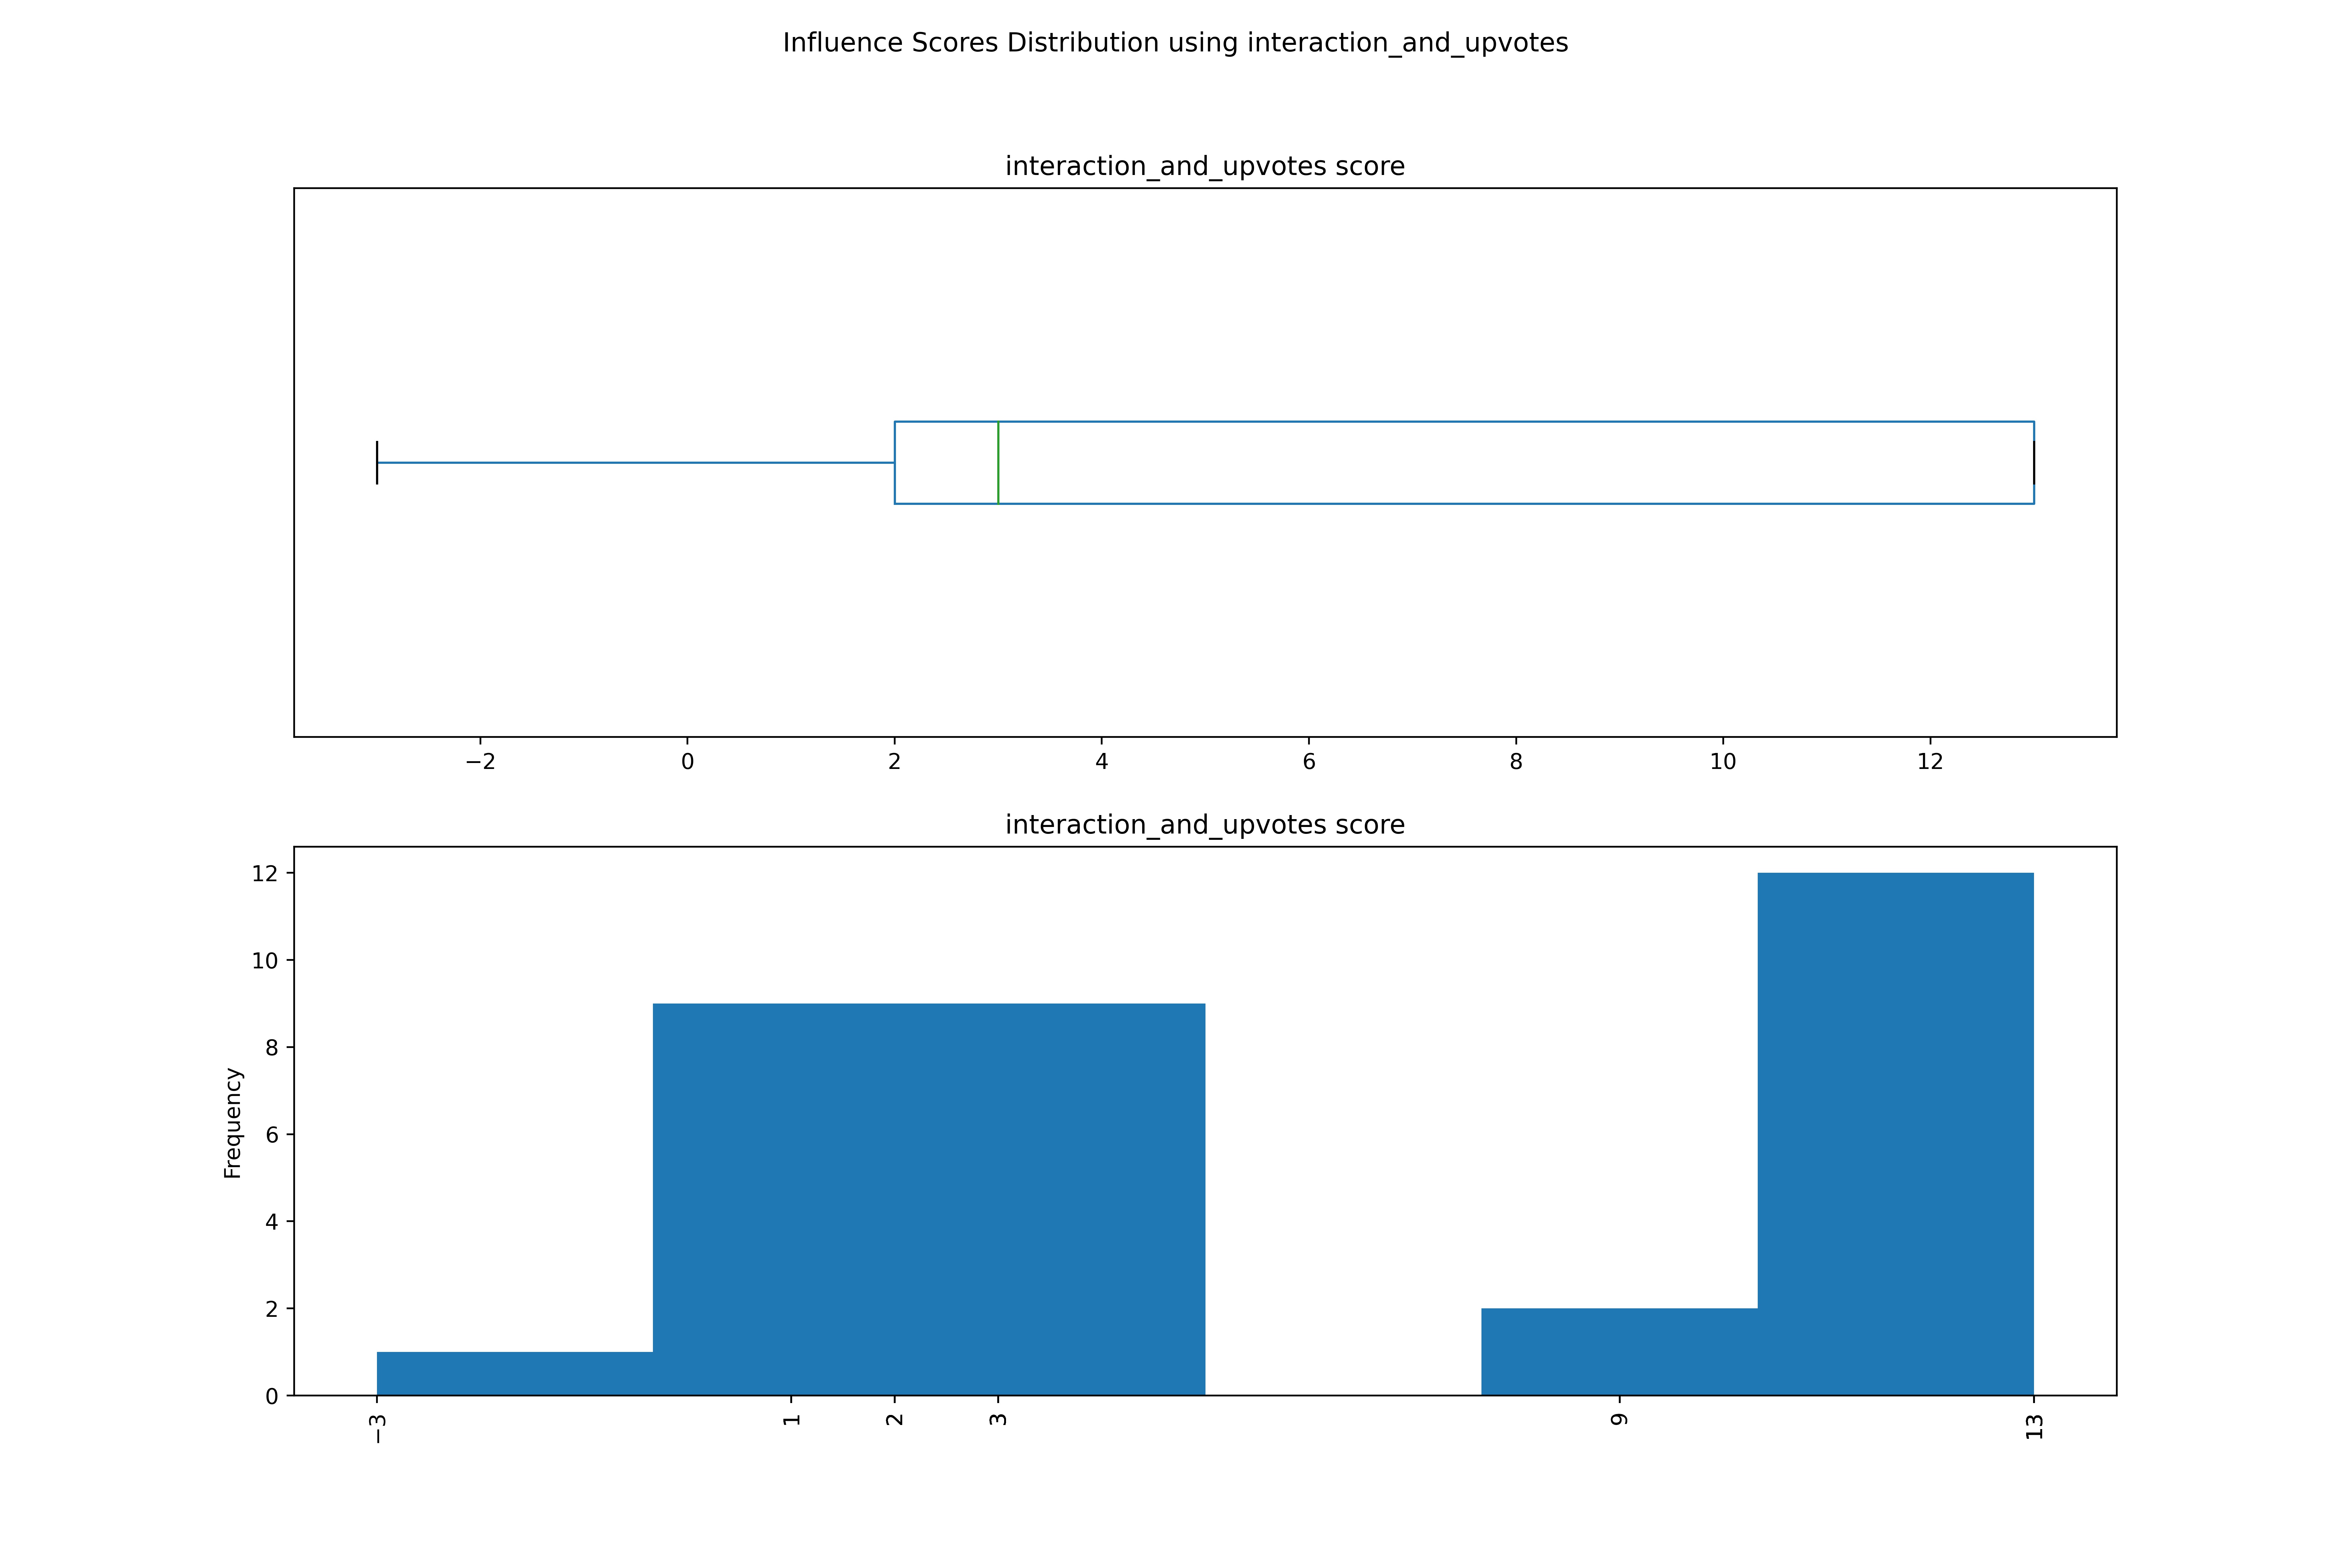 Influence Scores Distribution using interaction_and_upvotes
interaction_and_upvotes score
−2 0 2 4 6 8 10 12
interaction_and_upvotes score
12
10
8
6
4
2
0
Frequency
−3 1 2 3 9 13